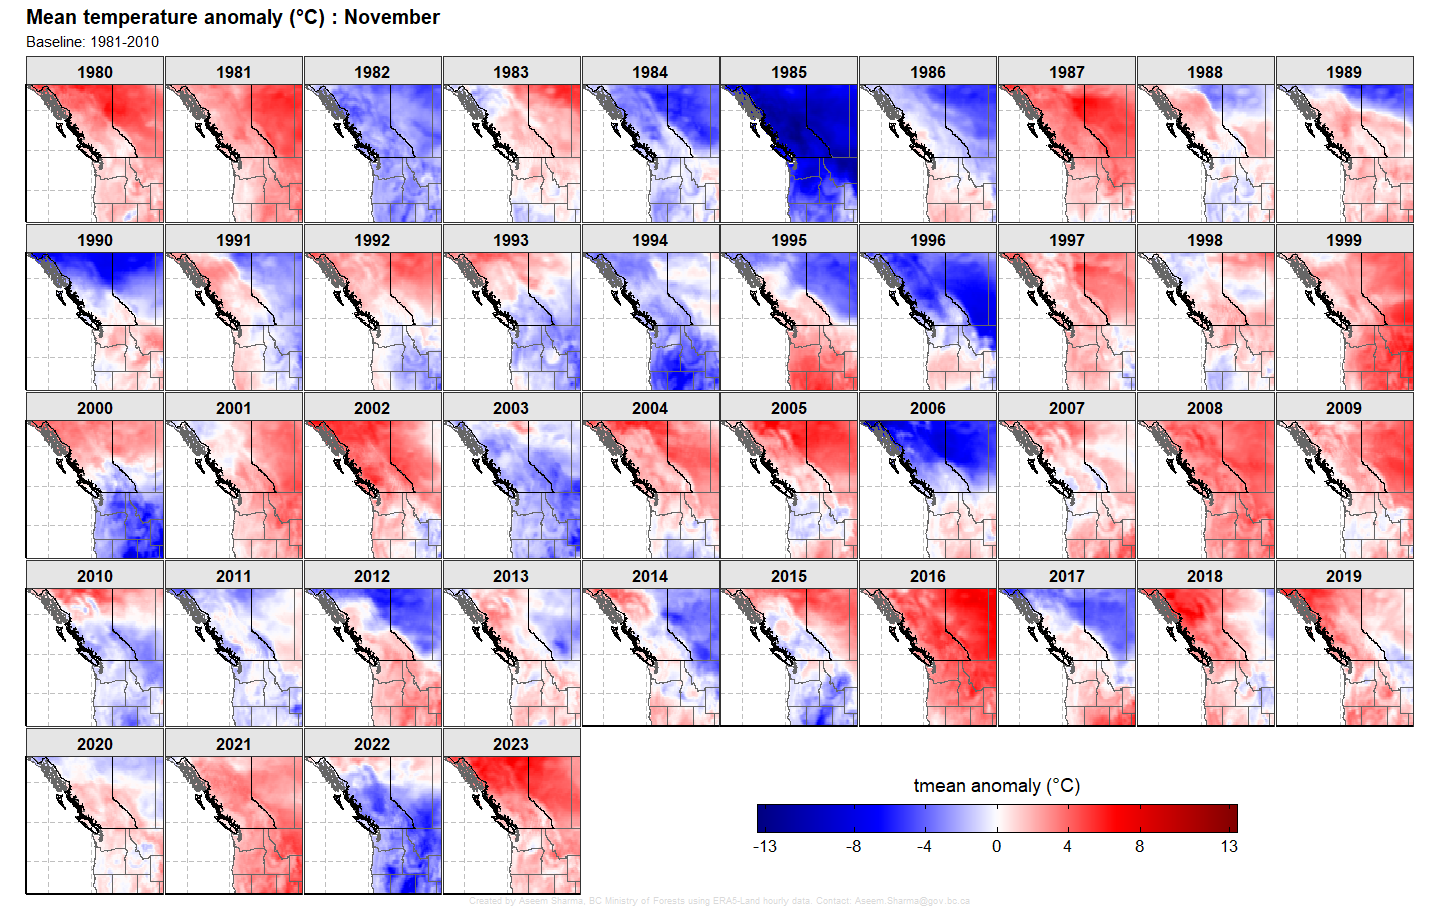 Mean temperature anomaly (°C) : November
Baseline: 1981-2010
1980 1981 1982 1983 1984 1985 1986 1987 1988 1989
1990 1991 1992 1993 1994 1995 1996 1997 1998 1999
2000 2001 2002 2003 2004 2005 2006 2007 2008 2009
2010 2011 2012 2013 2014 2015 2016 2017 2018 2019
2020 2021 2022 2023
tmean anomaly (°C)
-13 -8 -4 0 4 8 13
Created by Aseem Sharma, BC Ministry of Forests using ERA5-Land hourly data. Contact: Aseem.Sharma@gov.bc.ca